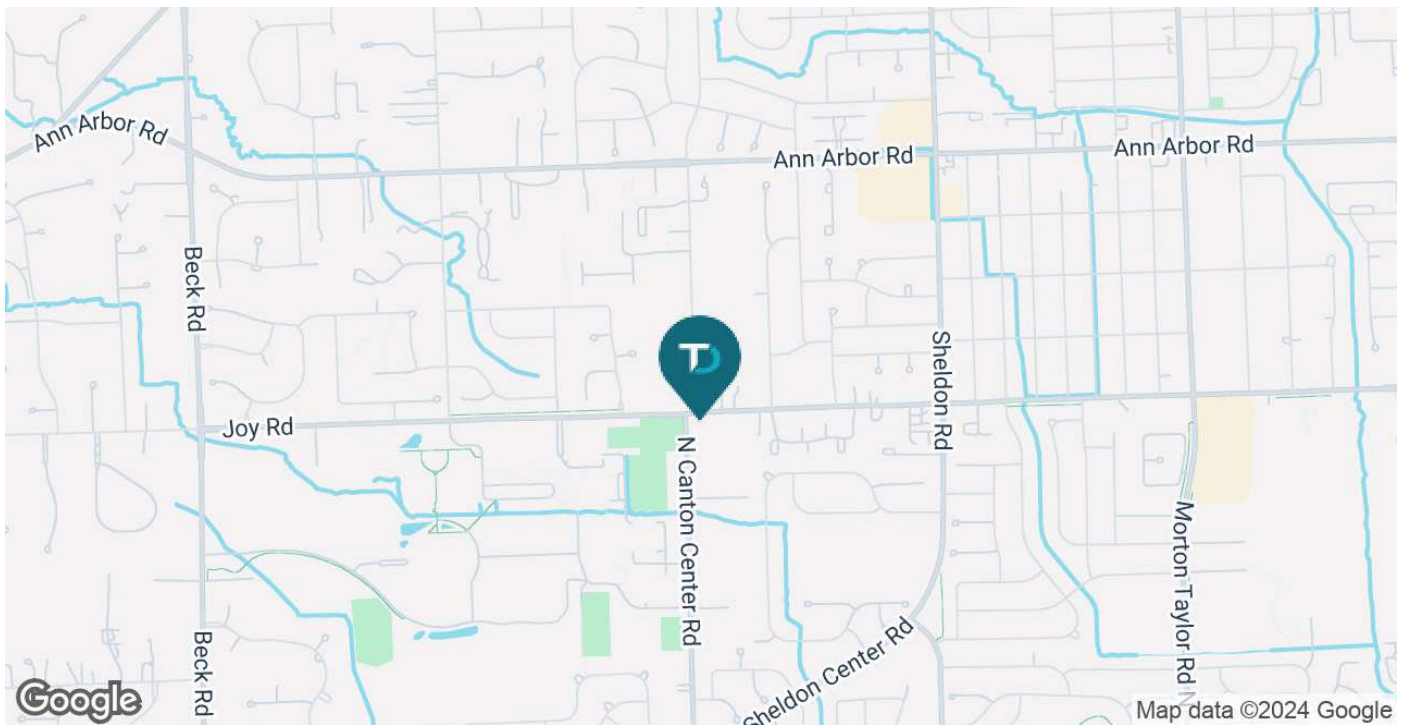 Ann Arbor Rd
Ann Arbor Rd
Ann Arbor Rd
Beck Rd
Sheldon Rd
TD
Joy Rd
N Canton Center Rd
Morton Taylor Rd N
Beck Rd
Sheldon Center Rd
Google
Map data ©2024 Google